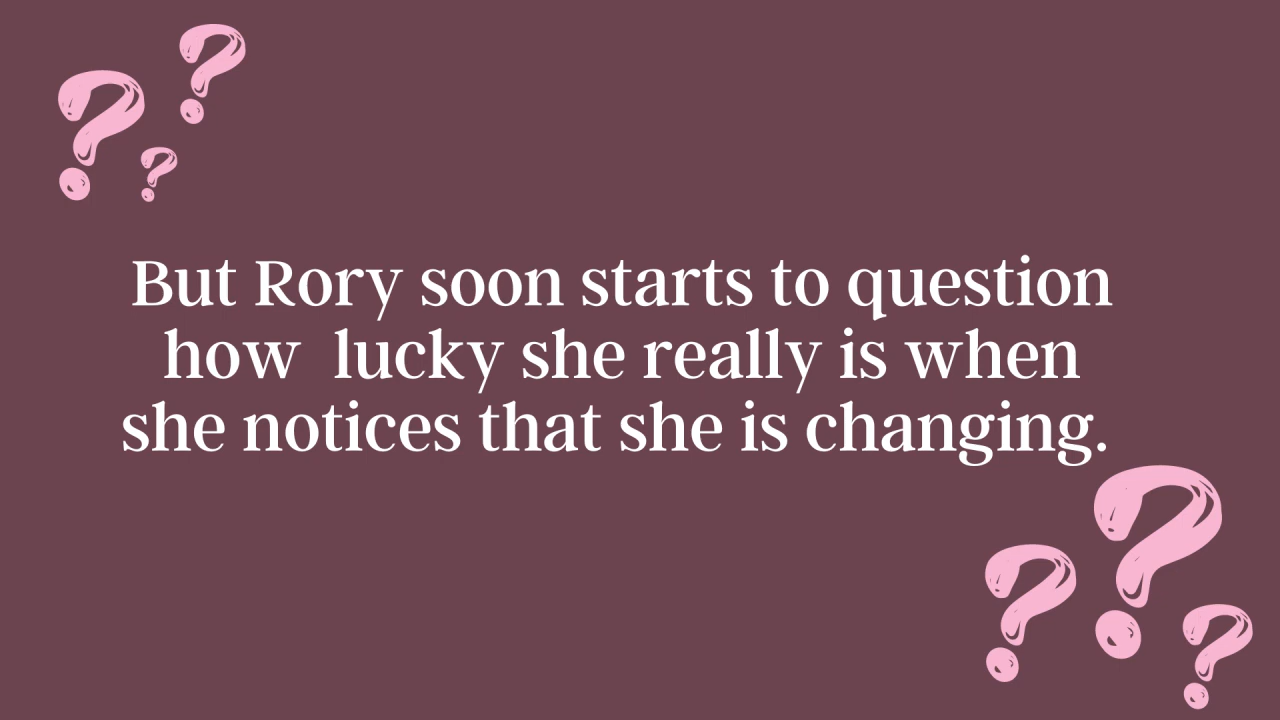 But Rory soon starts to question
how  lucky she really is when
she notices that she is changing.